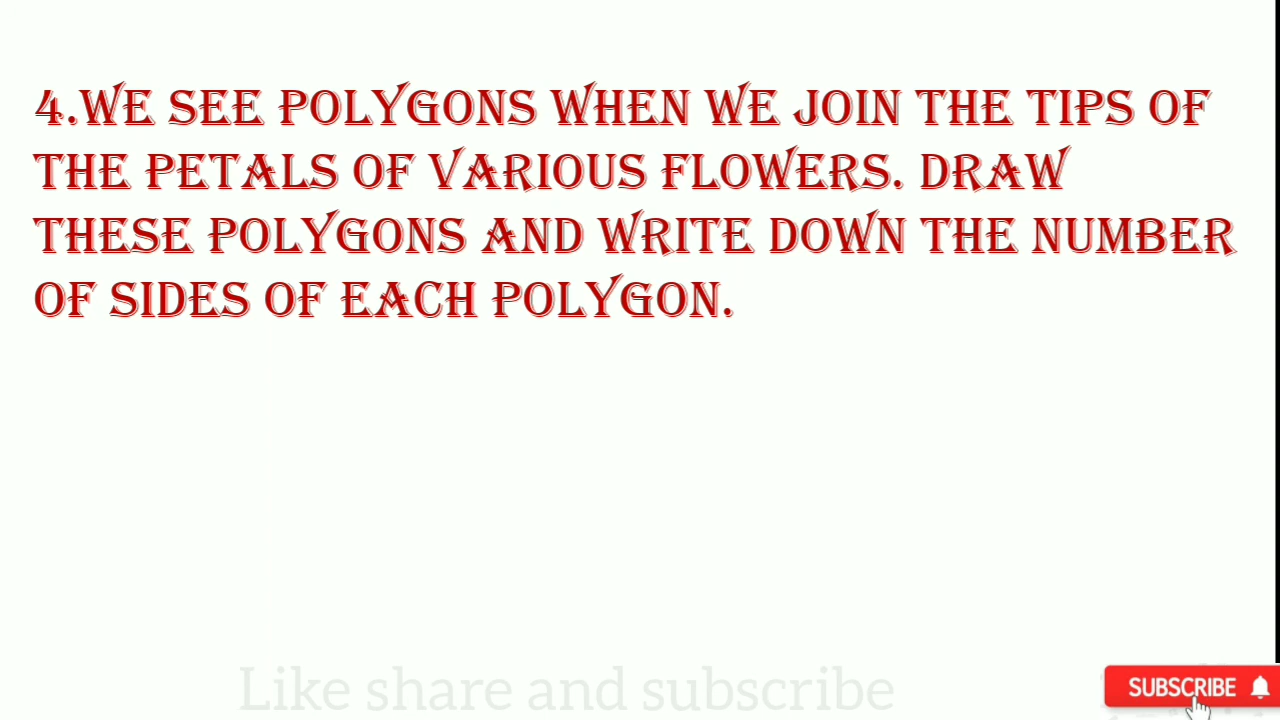 4.WE SEE POLYGONS WHEN WE JOIN THE TIPS OF
THE PETALS OF VARIOUS FLOWERS. DRAW
THESE POLYGONS AND WRITE DOWN THE NUMBER
OF SIDES OF EACH POLYGON.
Like share and subscribe
SUBSCRIBE